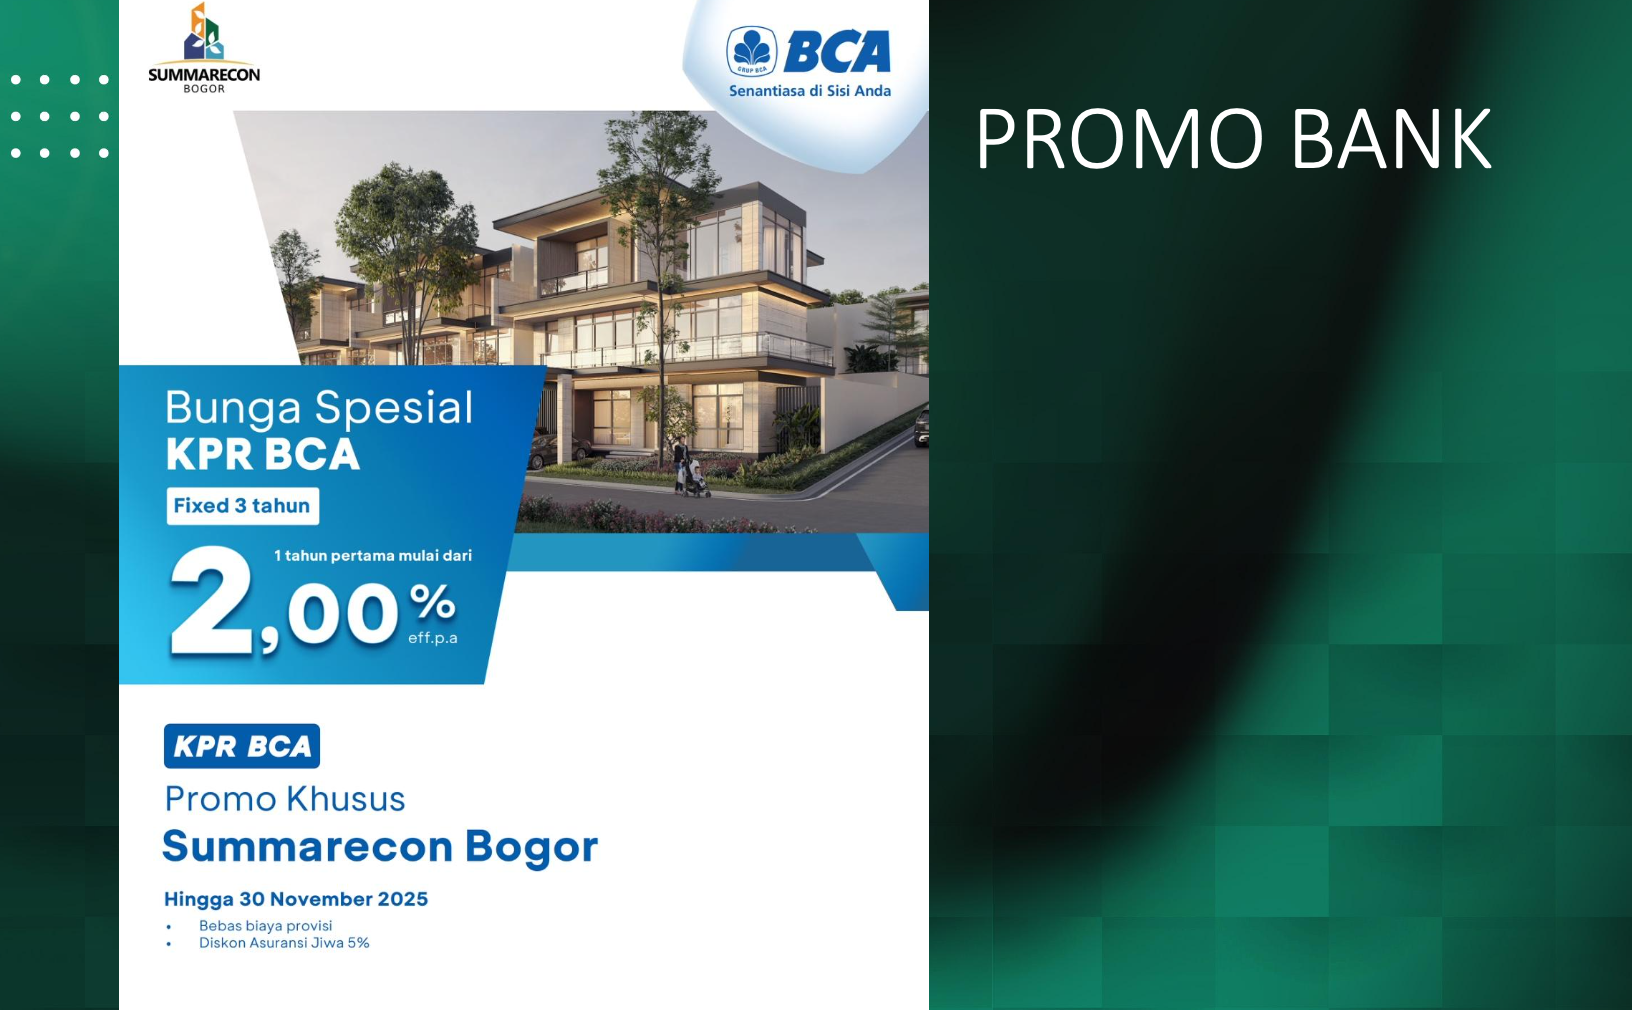 SUMMARECON
BOGOR
GRUP BCA
BCA
Senantiasa di Sisi Anda
PROMO BANK
Bunga Spesial
KPR BCA
Fixed 3 tahun
1 tahun pertama mulai dari
2,00%
eff.p.a
KPR BCA
Promo Khusus
Summarecon Bogor
Hingga 30 November 2025
• Bebas biaya provisi
• Diskon Asuransi Jiwa 5%